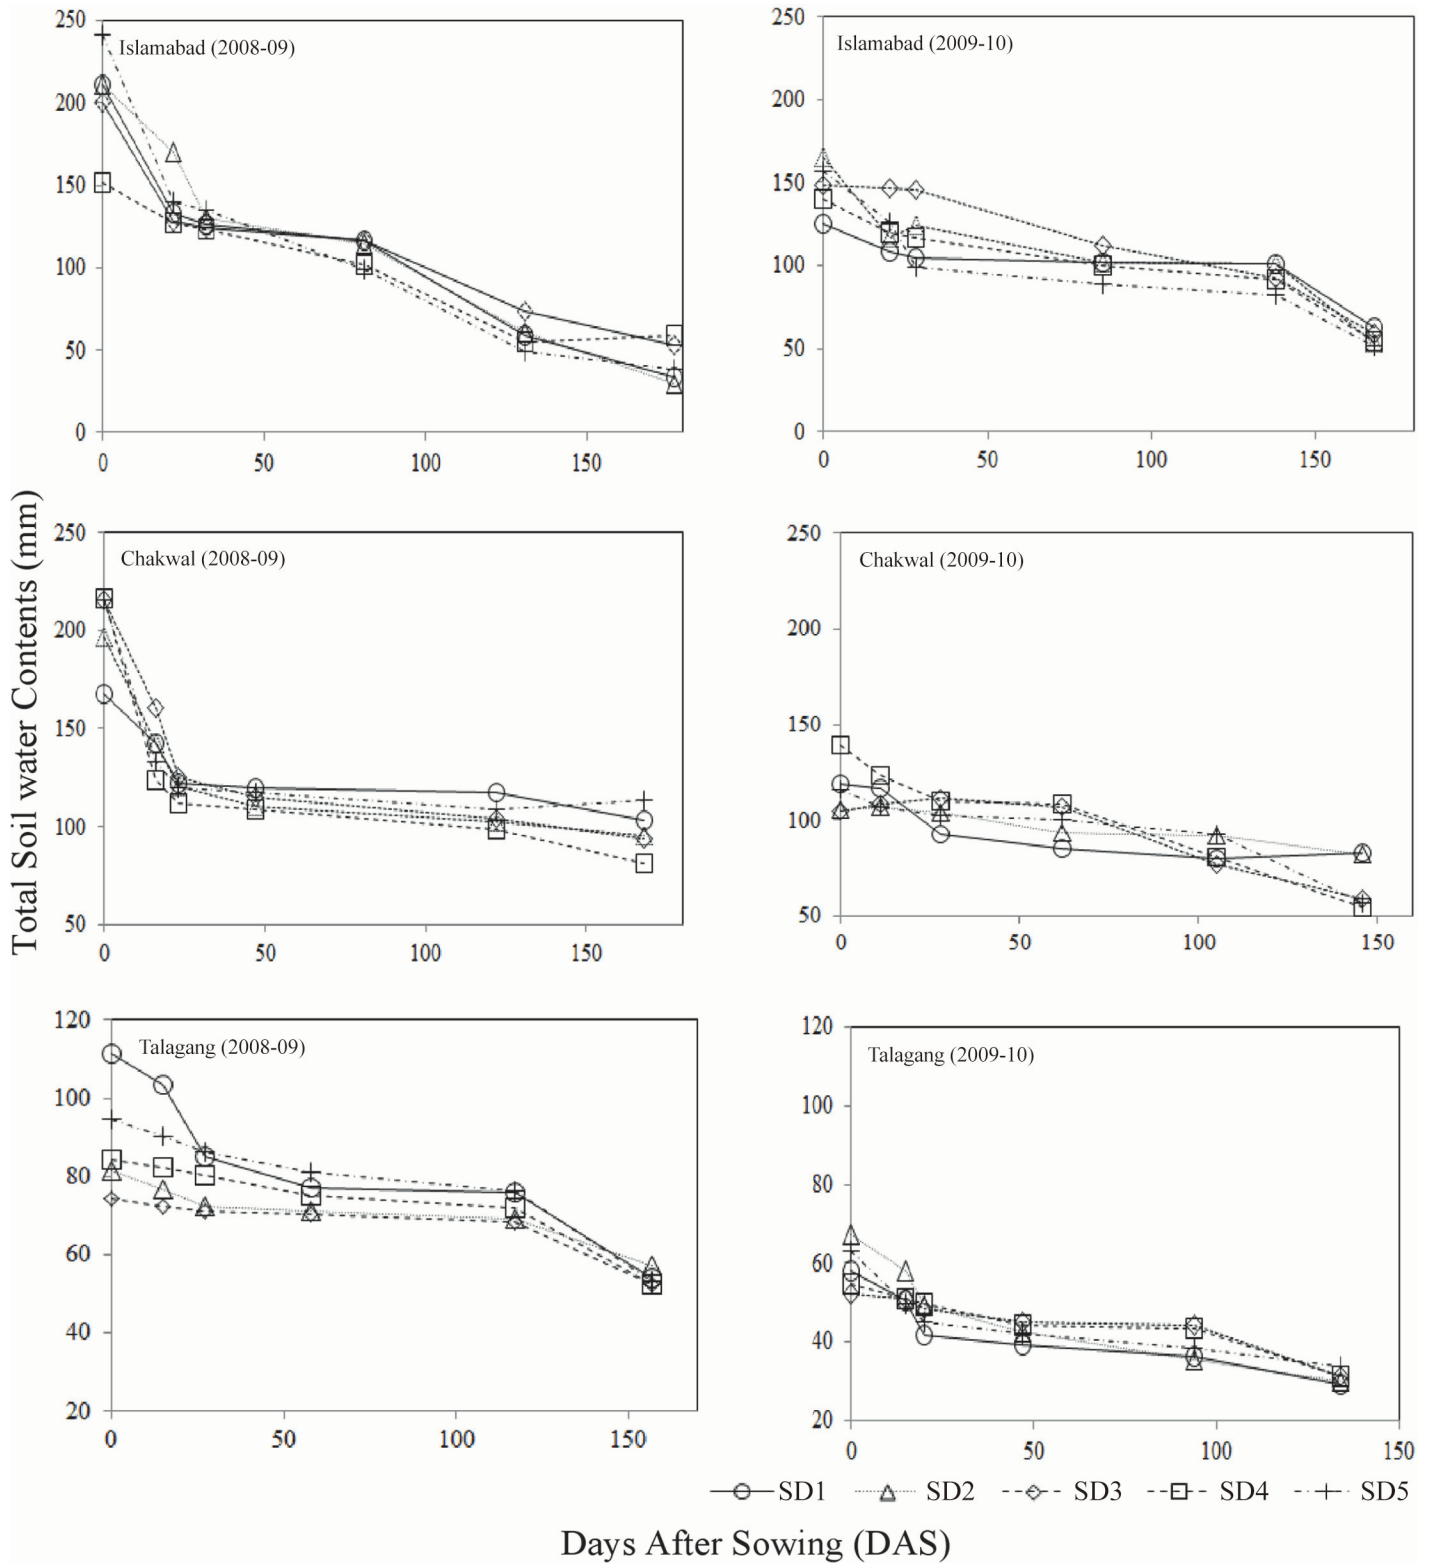 Total Soil water Contents (mm)
250
200
150
100
50
0
Islamabad (2008-09)
0 50 100 150
250
200
150
100
50
0
Islamabad (2009-10)
0 50 100 150
250
200
150
100
50
Chakwal (2008-09)
0 50 100 150
250
200
150
100
50
Chakwal (2009-10)
0 50 100 150
120
100
80
60
40
20
Talagang (2008-09)
0 50 100 150
120
100
80
60
40
20
Talagang (2009-10)
0 50 100 150
SD1 SD2 SD3 SD4 SD5
Days After Sowing (DAS)